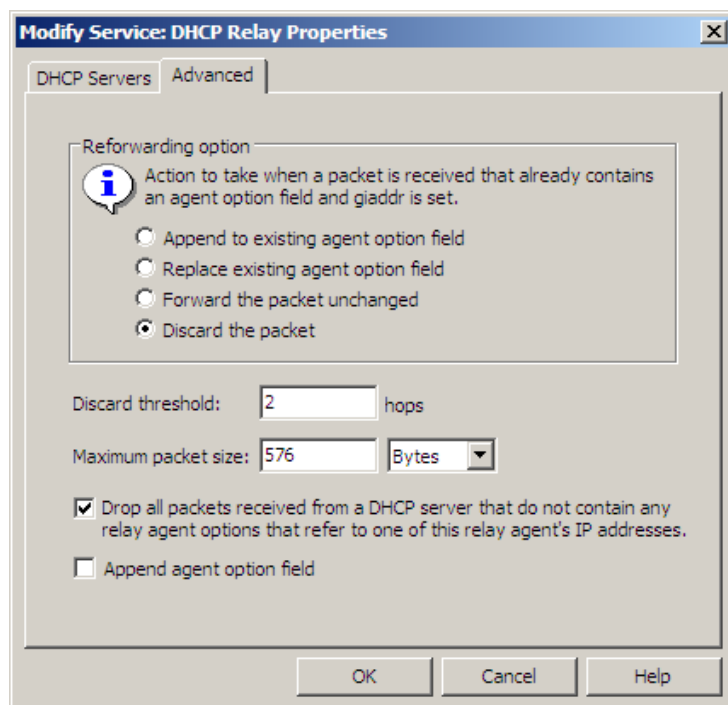 Modify Service: DHCP Relay Properties
DHCP Servers
Advanced
Reforwarding option
Action to take when a packet is received that already contains
an agent option field and giaddr is set.
Append to existing agent option field
Replace existing agent option field
Forward the packet unchanged
Discard the packet
Discard threshold: 2 hops
Maximum packet size: 576 Bytes
Drop all packets received from a DHCP server that do not contain any
relay agent options that refer to one of this relay agent's IP addresses.
Append agent option field
OK Cancel Help